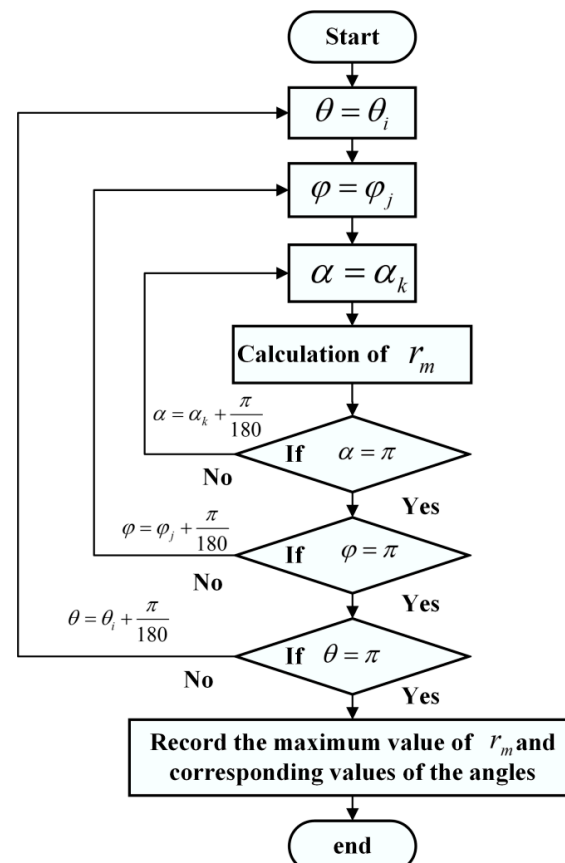 Start
θ = θ_i
φ = φ_j
α = α_k
Calculation of r_m
α = α_k + π/180
If α = π
No
Yes
φ = φ_j + π/180
If φ = π
No
Yes
θ = θ_i + π/180
If θ = π
No
Yes
Record the maximum value of r_m and
corresponding values of the angles
end